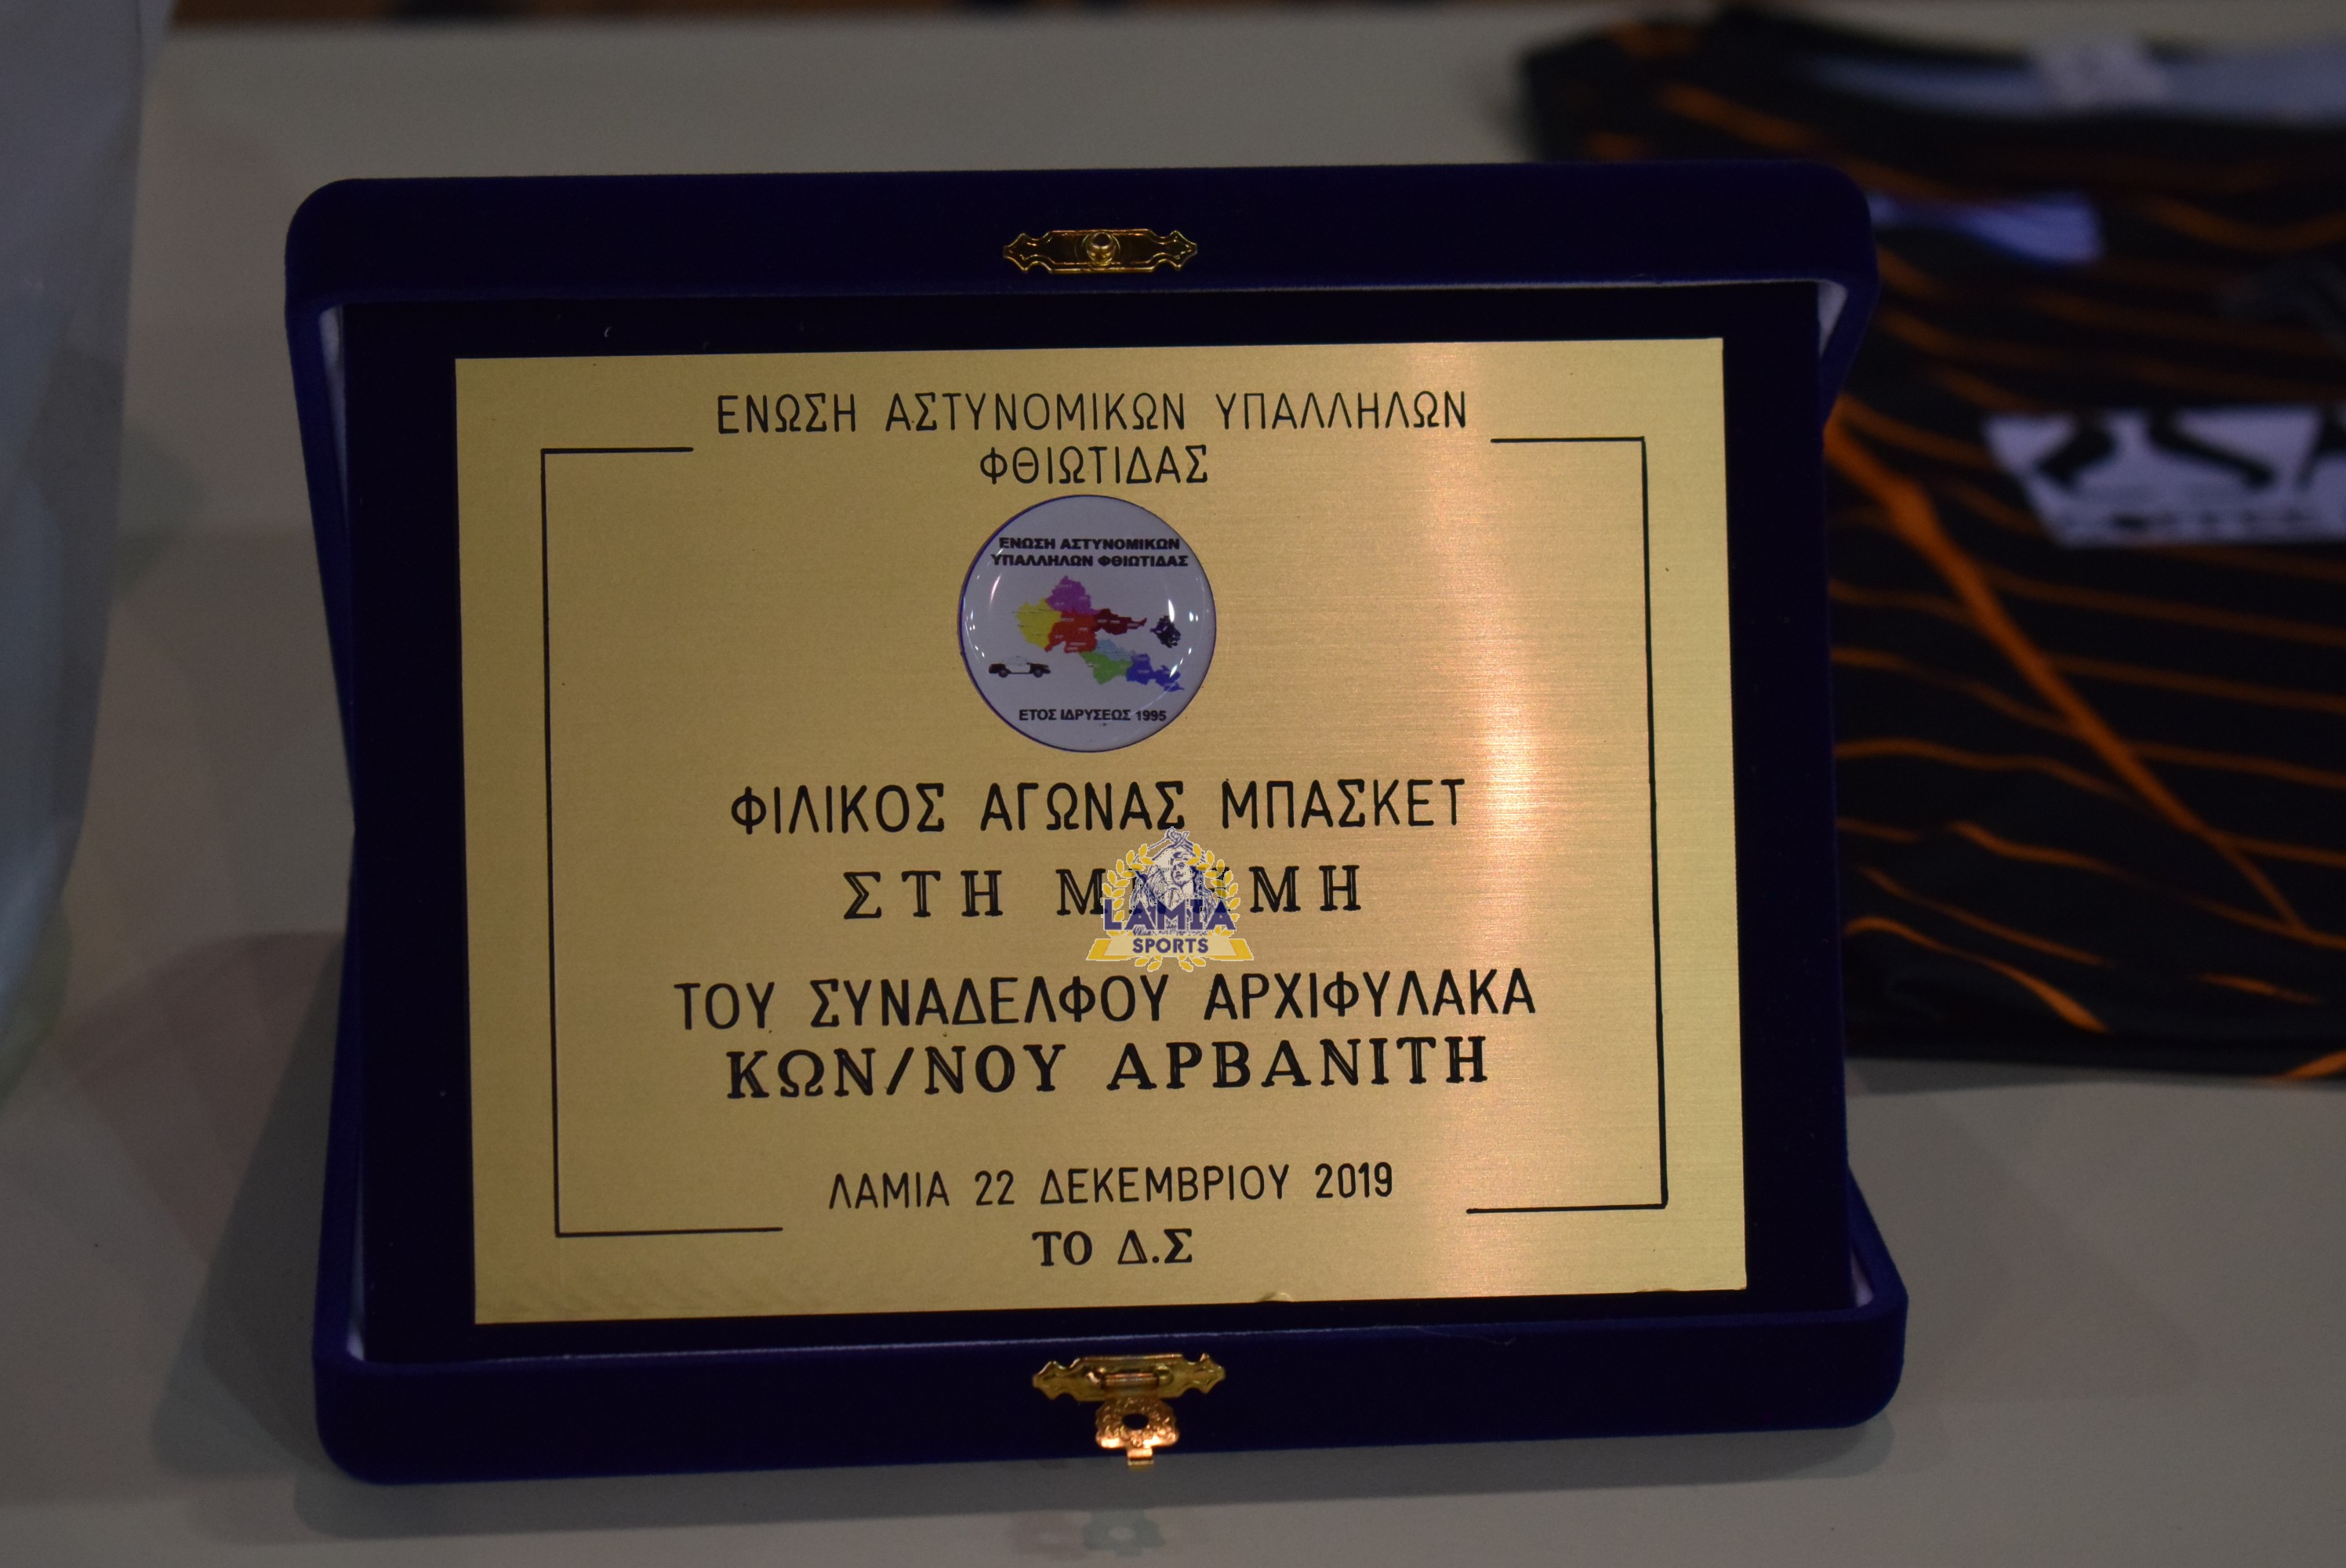 ΕΝΩΣΗ ΑΣΤΥΝΟΜΙΚΩΝ ΥΠΑΛΛΗΛΩΝ
ΦΘΙΩΤΙΔΑΣ
ΕΝΩΣΗ ΑΣΤΥΝΟΜΙΚΩΝ
ΥΠΑΛΛΗΛΩΝ ΦΘΙΩΤΙΔΑΣ
ΕΤΟΣ ΙΔΡΥΣΕΩΣ 1995
ΦΙΛΙΚΟΣ ΑΓΩΝΑΣ ΜΠΑΣΚΕΤ
ΣΤΗ
LAMIA
SPORTS
ΤΟΥ ΣΥΝΑΔΕΛΦΟΥ ΑΡΧΙΦΥΛΑΚΑ
ΚΩΝ/ΝΟΥ ΑΡΒΑΝΙΤΗ
ΛΑΜΙΑ 22 ΔΕΚΕΜΒΡΙΟΥ 2019
ΤΟ Δ.Σ